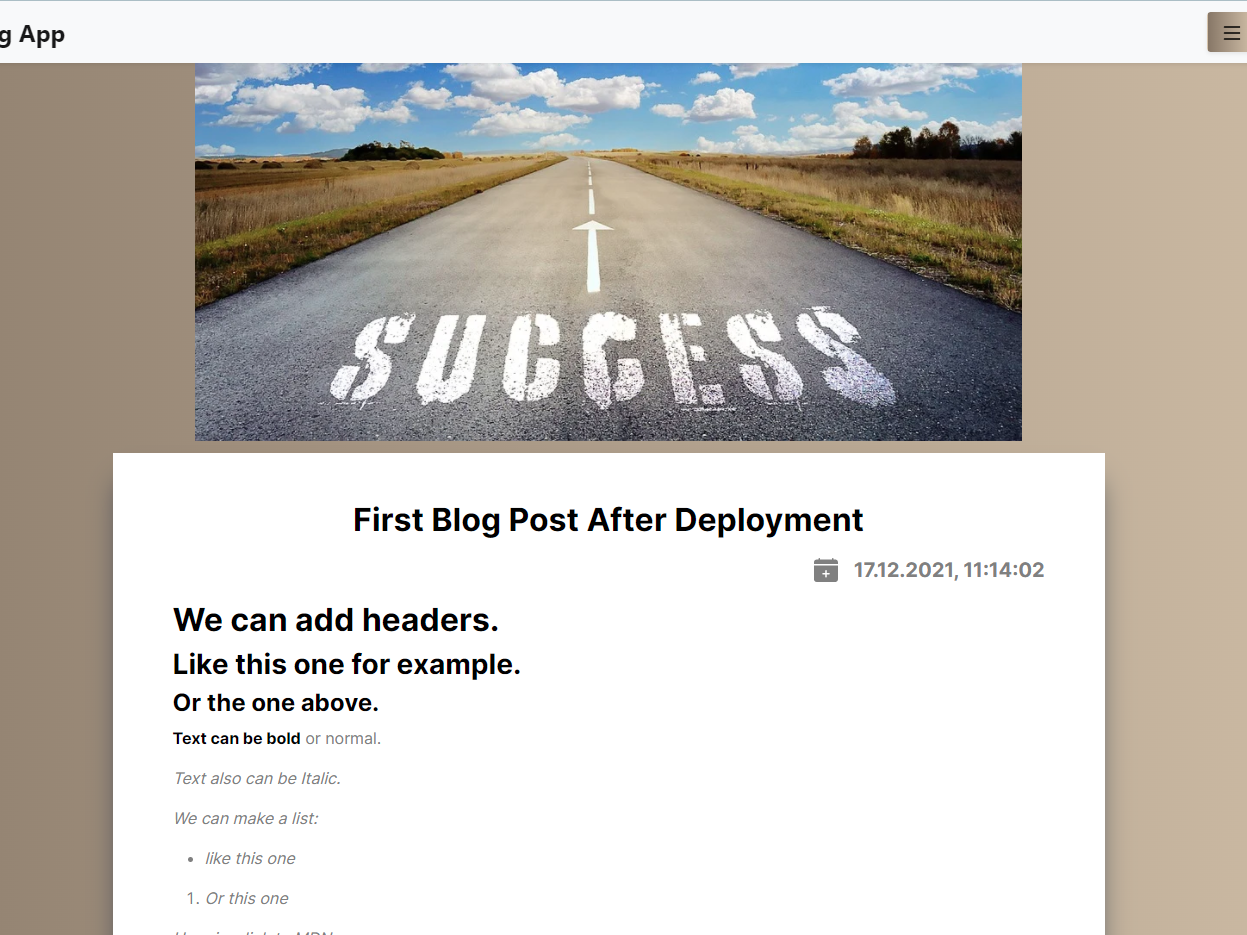 g App
SUCCESS
First Blog Post After Deployment
17.12.2021, 11:14:02
We can add headers.
Like this one for example.
Or the one above.
Text can be bold or normal.
Text also can be Italic.
We can make a list:
• like this one
1. Or this one